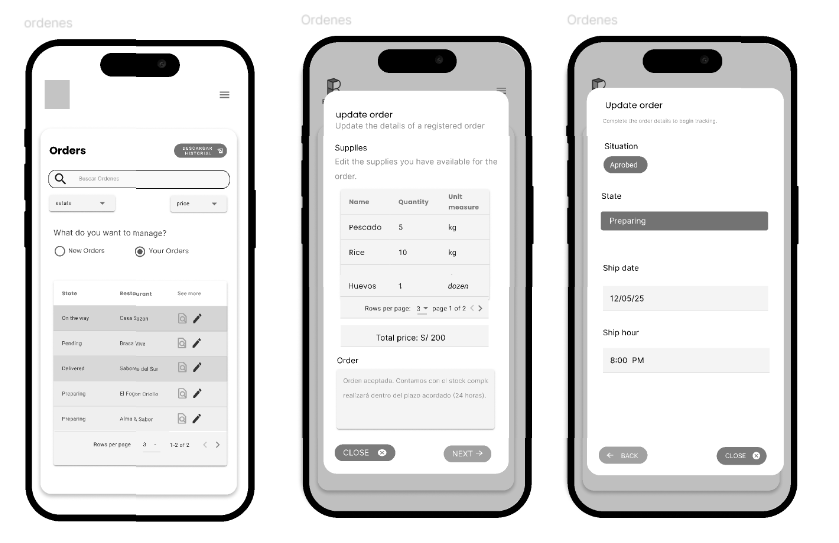 ordenes
Orders
DESCARGAR
HISTORIAL
Buscar Ordenes
estate
price
What do you want to manage?
New Orders
Your Orders
State Restaurant See more
On the way Casa Sazon
Pending Brasa Viva
Delivered Sabores del Sur
Preparing El Fogon Criollo
Preparing Alma & Sabor
Rows per page 3 1-2 of 2
Ordenes
update order
Update the details of a registered order
Supplies
Edit the supplies you have available for the
order.
Name Quantity Unit
measure
Pescado 5 kg
Rice 10 kg
Huevos 1 dozen
Rows per page: 3 page 1 of 2
Total price: S/ 200
Order
Orden aceptada. Contamos con el stock compl
realizará dentro del plazo acordado (24 horas).
CLOSE
NEXT
Ordenes
Update order
Complete the order details to begin tracking.
Situation
Aprobed
State
Preparing
Ship date
12/05/25
Ship hour
8:00 PM
BACK
CLOSE